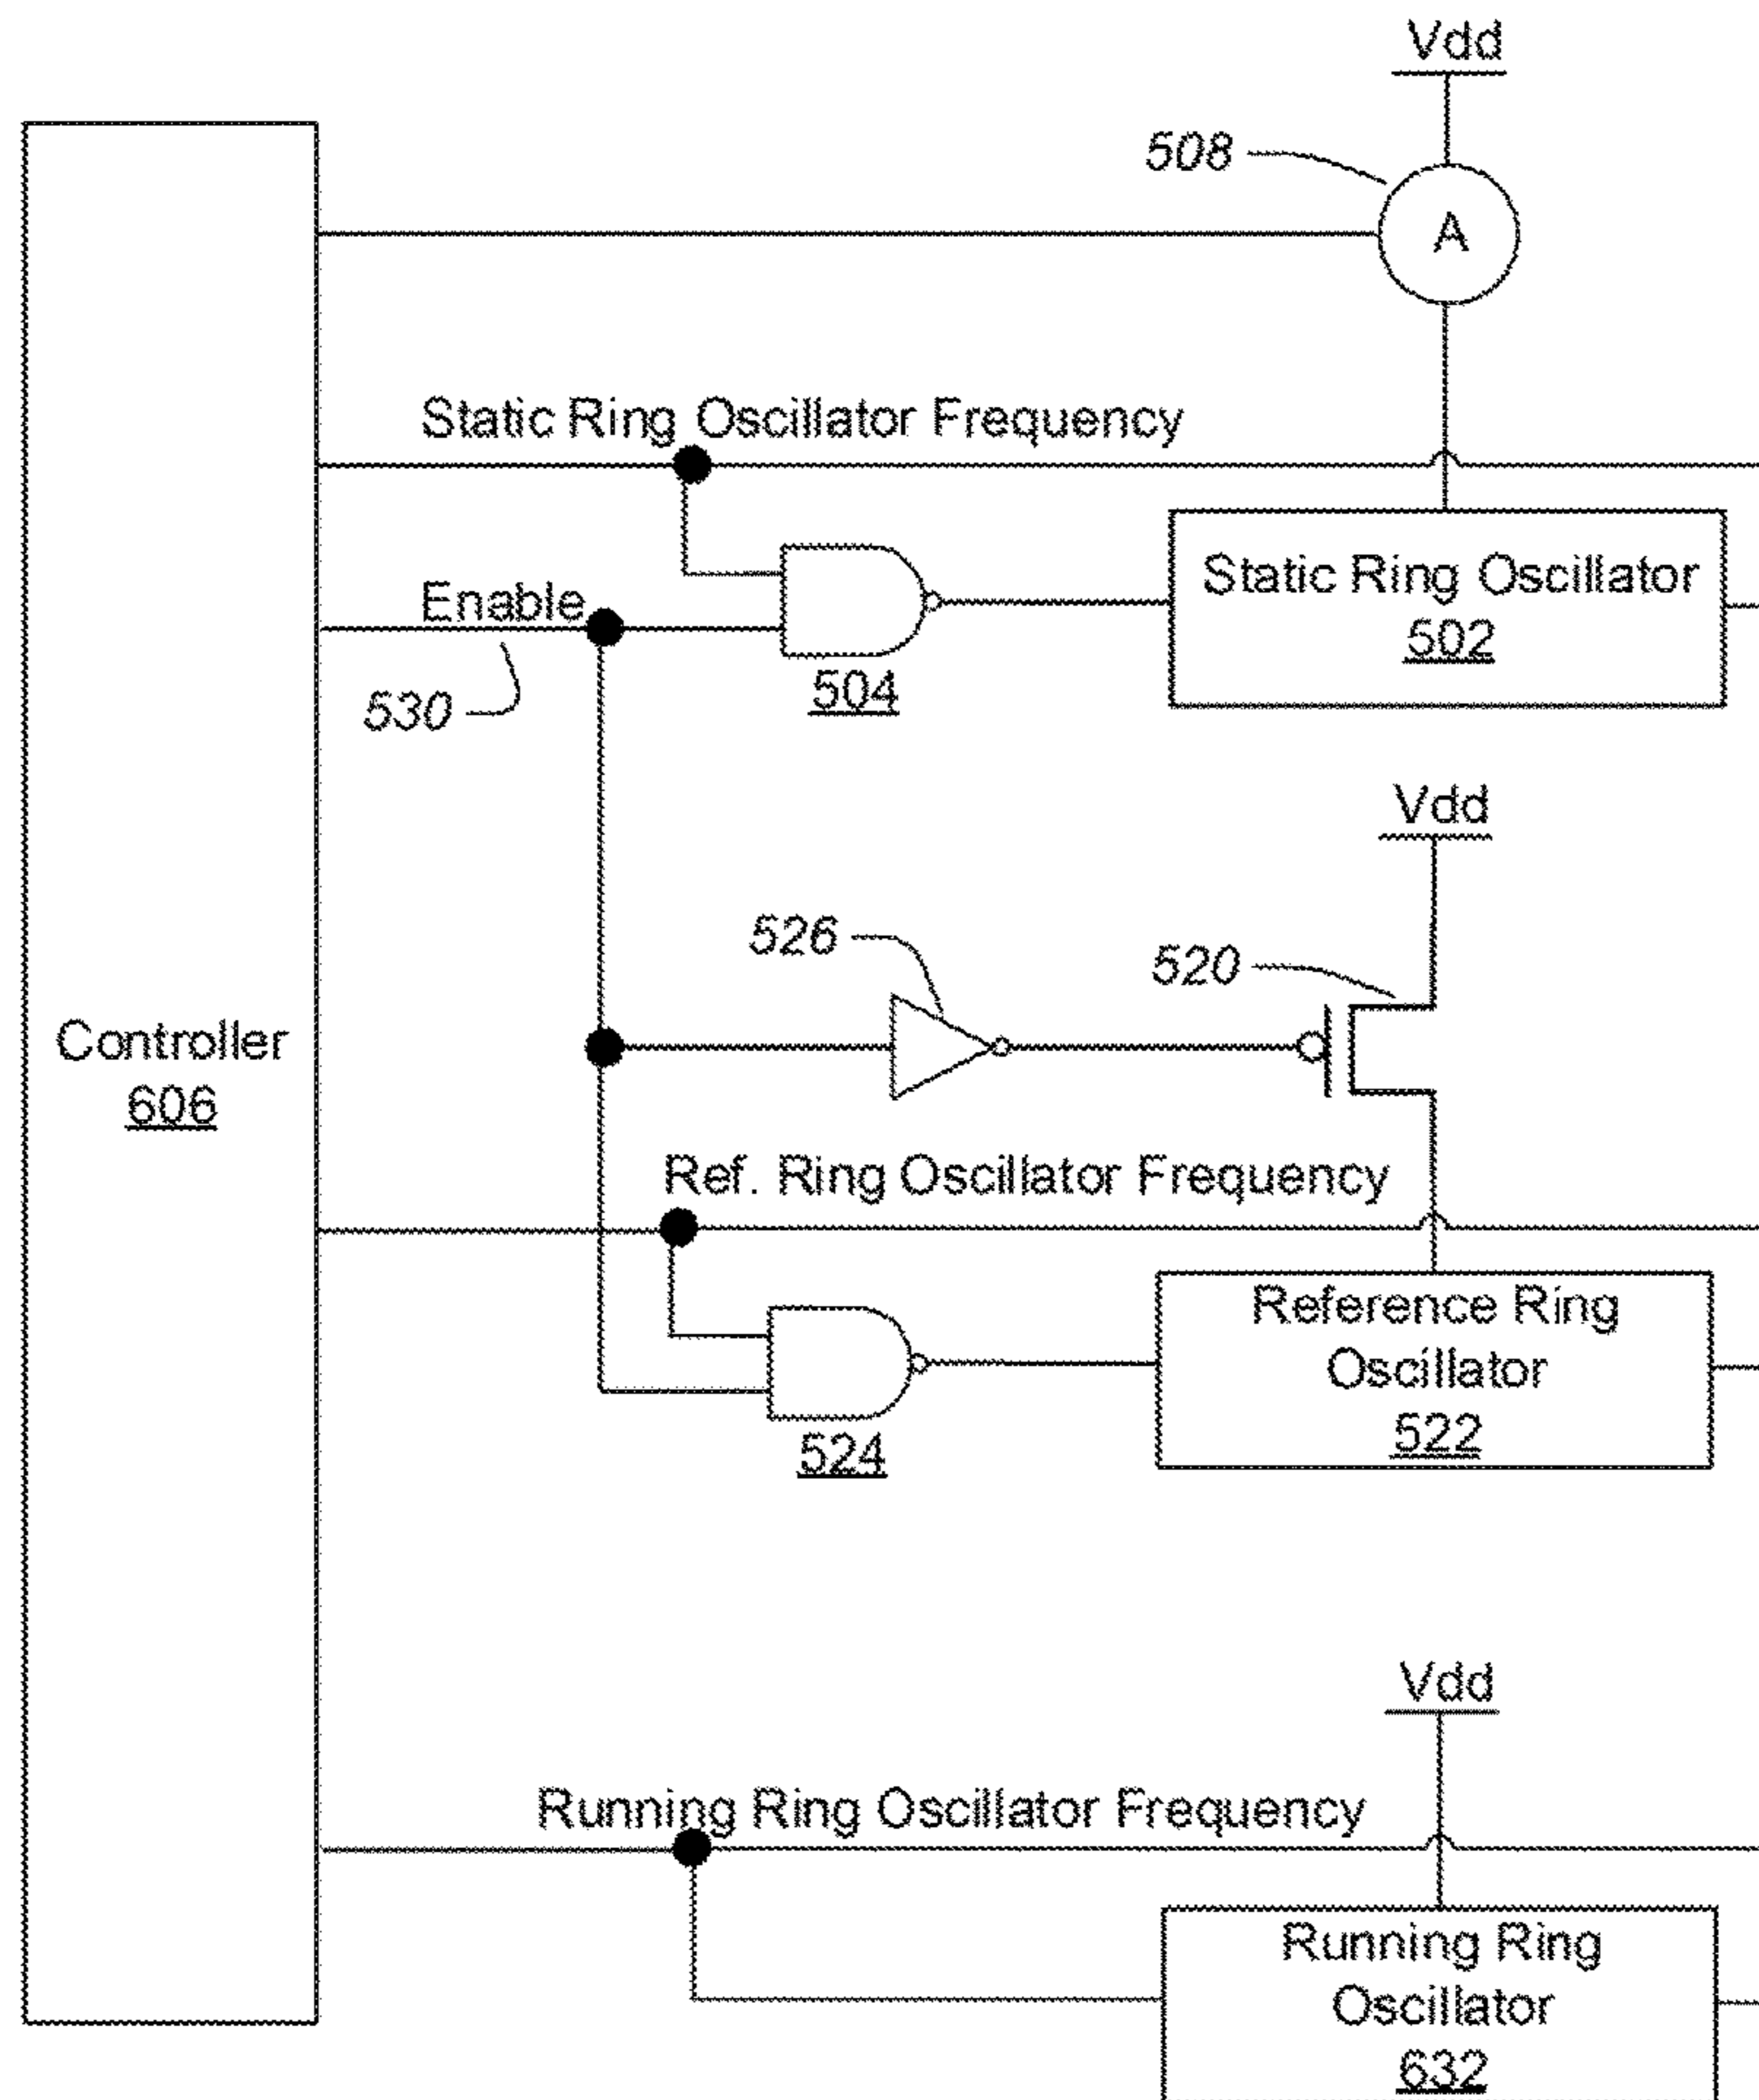 Vdd
508
A
Static Ring Oscillator Frequency
Enable
530
504
Static Ring Oscillator
502
Vdd
526
520
Controller
606
Ref. Ring Oscillator Frequency
524
Reference Ring
Oscillator
522
Vdd
Running Ring Oscillator Frequency
Running Ring
Oscillator
632